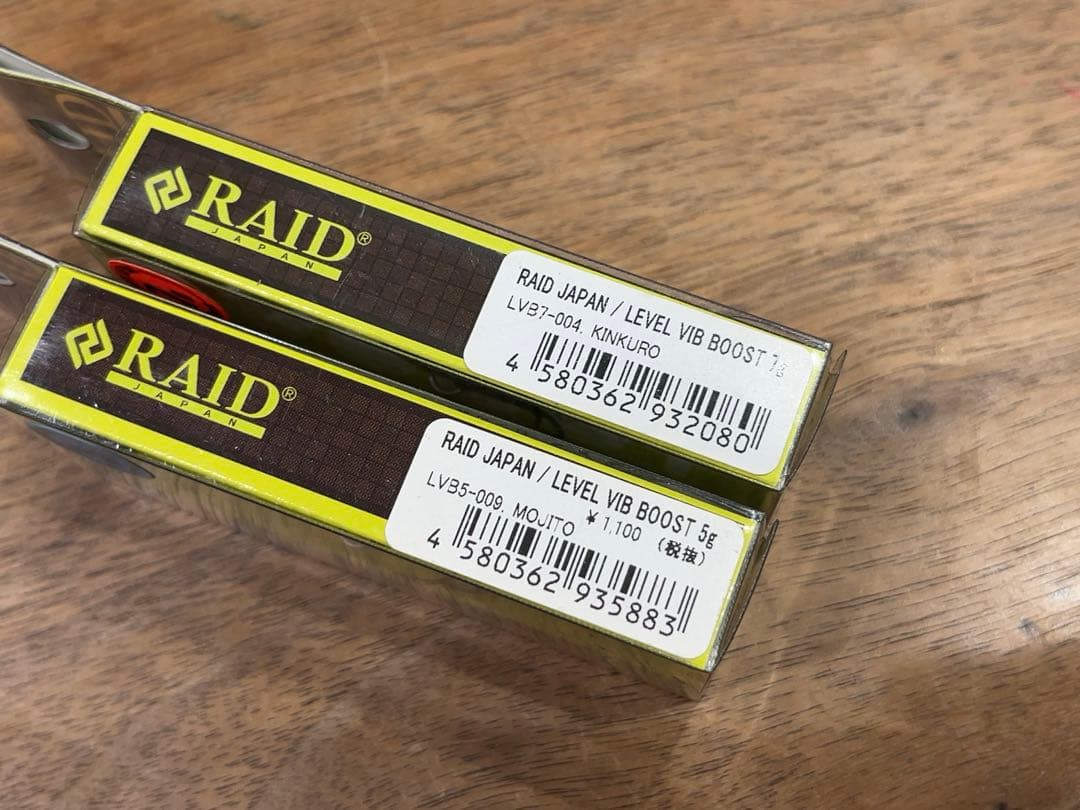 RAID®
JAPAN
RAID JAPAN / LEVEL VIB BOOST 7g
LVB7-004, KINKURO
4 580362 932080
RAID®
JAPAN
RAID JAPAN / LEVEL VIB BOOST 5g
LVB5-009, MOJITO ¥1,100 (税抜)
4 580362 935883